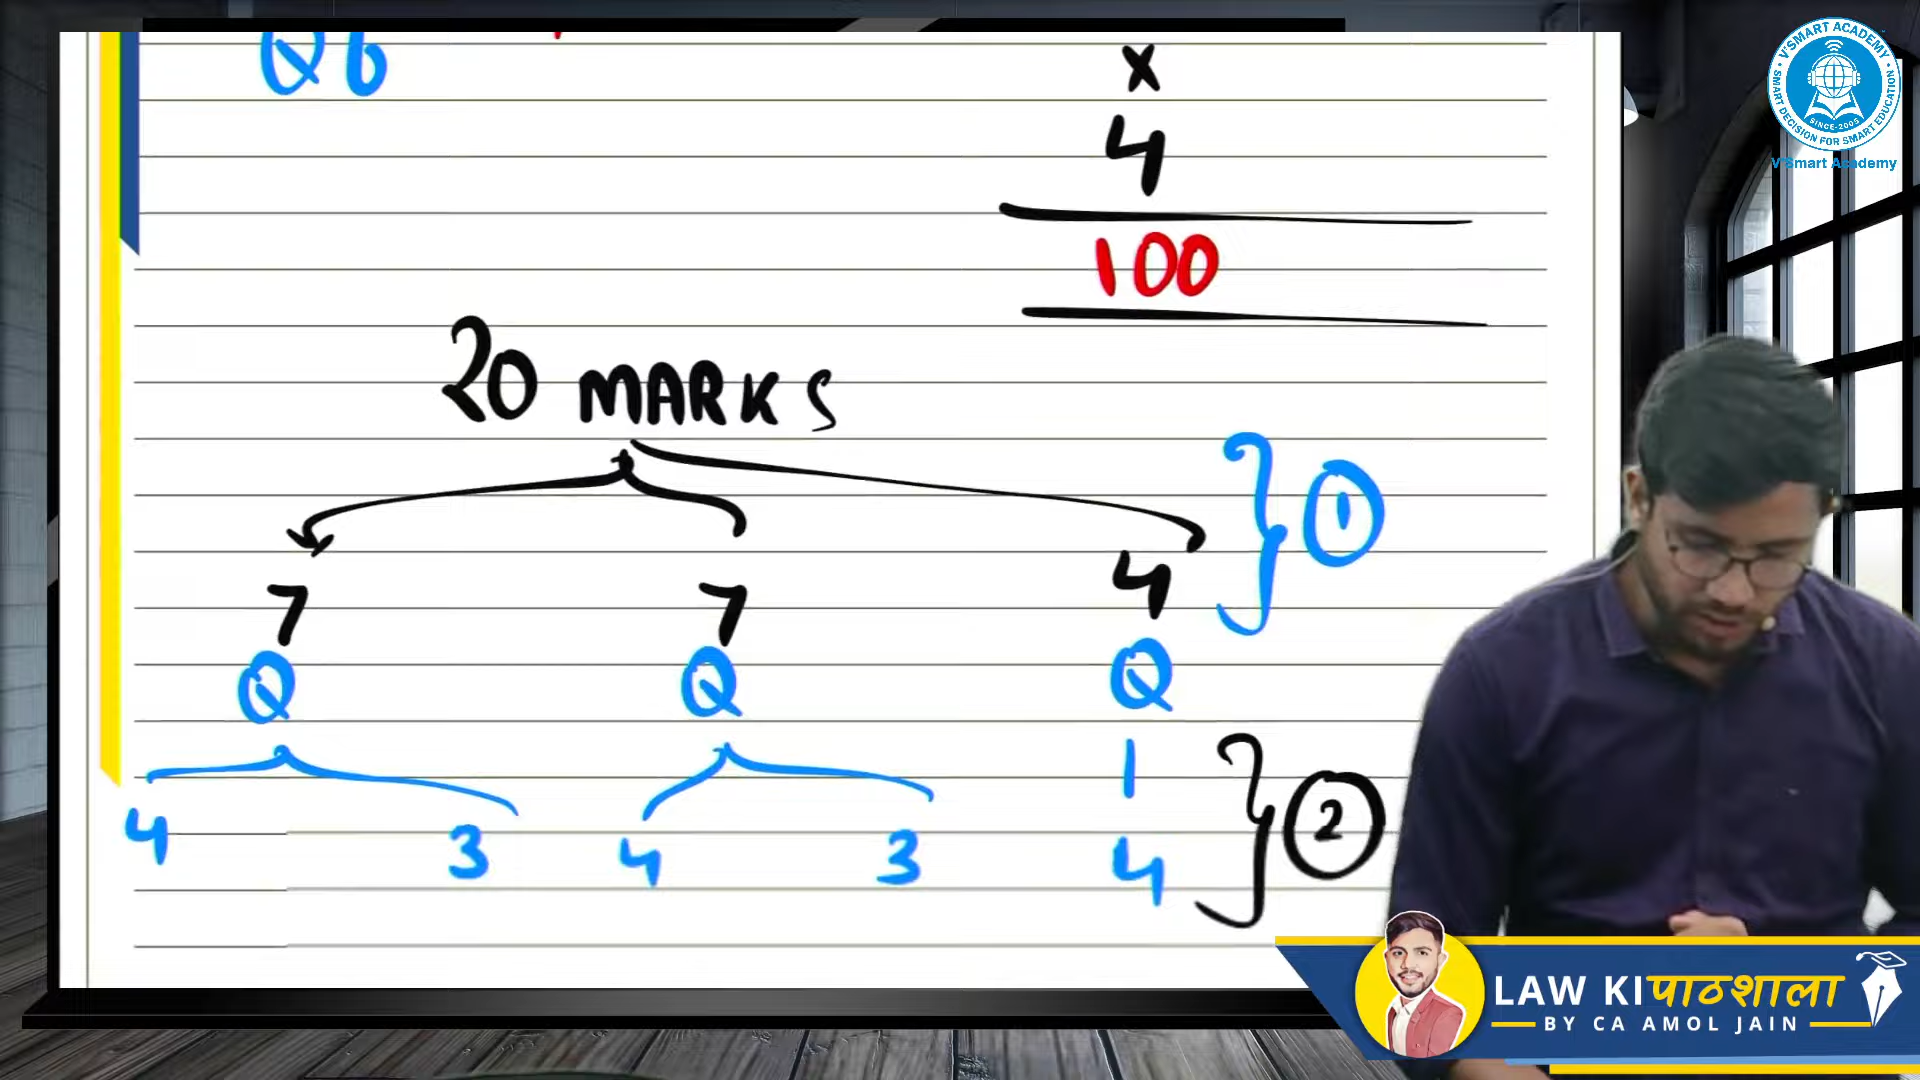 Q6
x
4
100
20 MARKS
1
7 7 4
Q Q Q
1
4 3 4 3 4
2
V'SMART ACADEMY
SMART DECISION FOR SMART EDUCATION
SINCE-2005
V'Smart Academy
LAW KI पाठशाला
BY CA AMOL JAIN